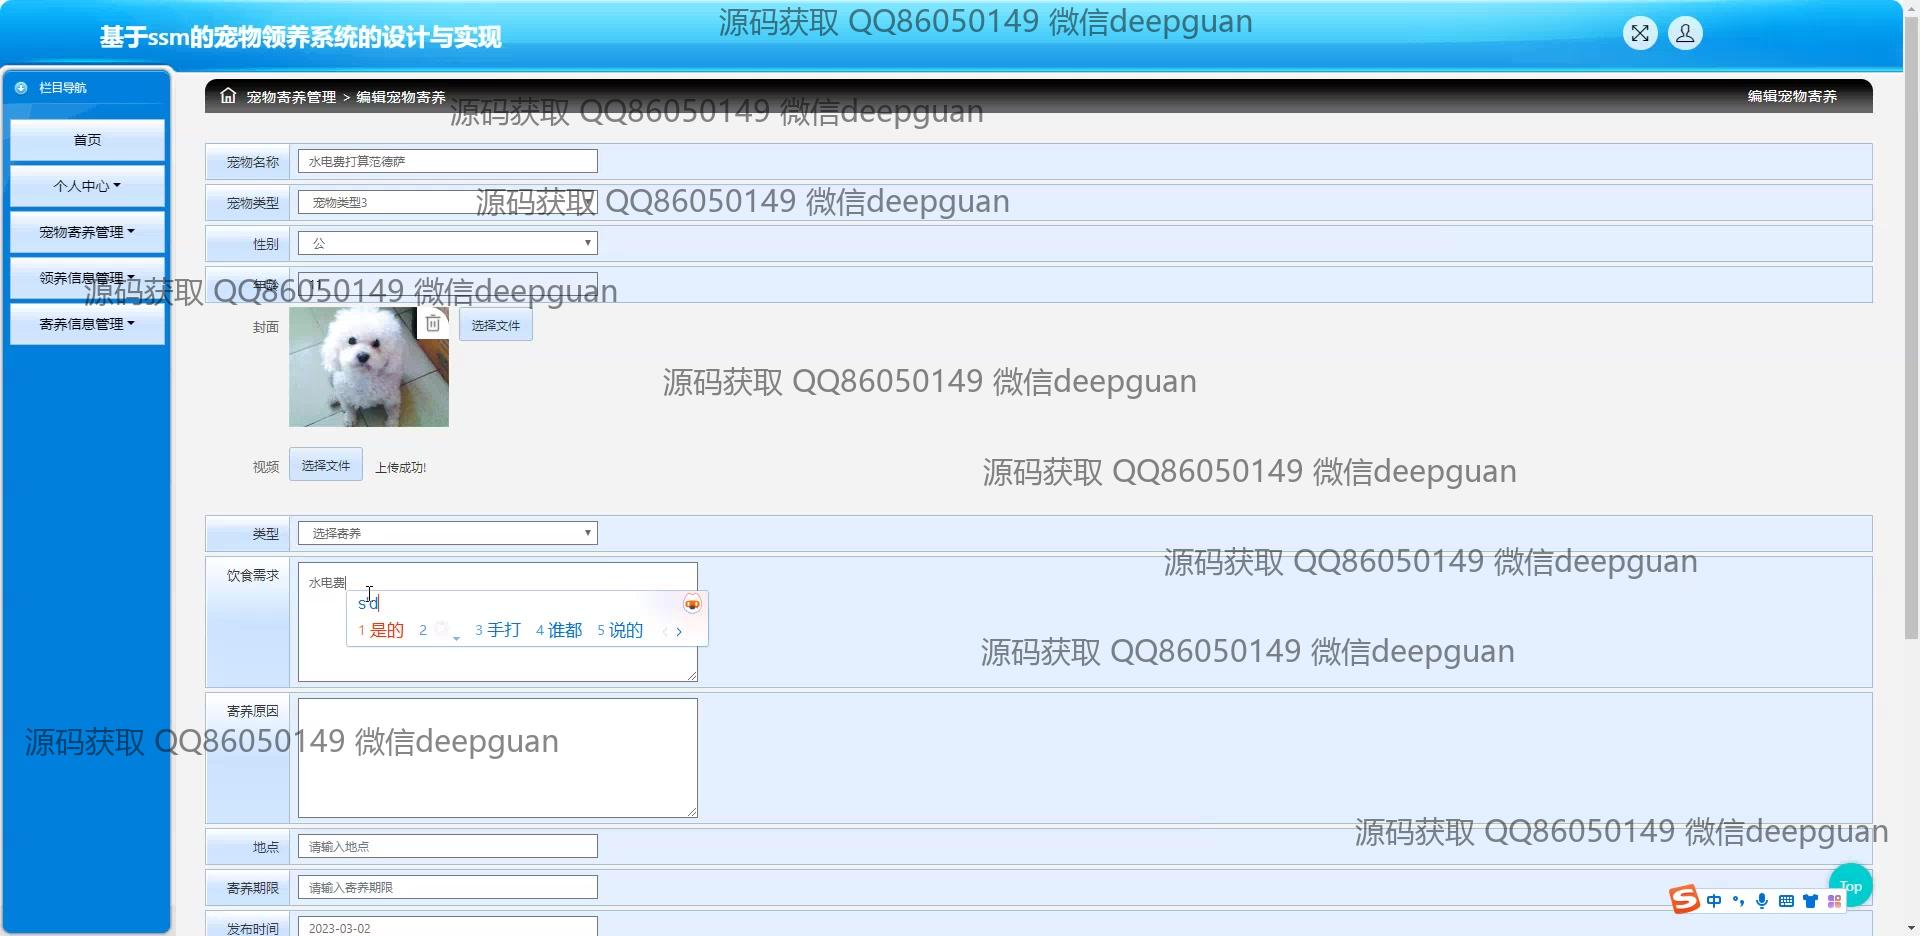 源码获取 QQ86050149 微信deepguan
基于ssm的宠物领养系统的设计与实现
栏目导航
首页
个人中心
宠物寄养管理
领养信息管理
寄养信息管理
宠物寄养管理 > 编辑宠物寄养
编辑宠物寄养
源码获取 QQ86050149 微信deepguan
宠物名称 水电费打算范德萨
宠物类型 宠物类型3
源码获取 QQ86050149 微信deepguan
性别 公
年龄 11
源码获取 QQ86050149 微信deepguan
封面 选择文件
源码获取 QQ86050149 微信deepguan
视频 选择文件 上传成功!
源码获取 QQ86050149 微信deepguan
类型 选择寄养
源码获取 QQ86050149 微信deepguan
饮食需求 水电费
s'd
1 是的 2 3 手打 4 谁都 5 说的
源码获取 QQ86050149 微信deepguan
寄养原因
源码获取 QQ86050149 微信deepguan
源码获取 QQ86050149 微信deepguan
地点 请输入地点
寄养期限 请输入寄养期限
Top
中
发布时间 2023-03-02